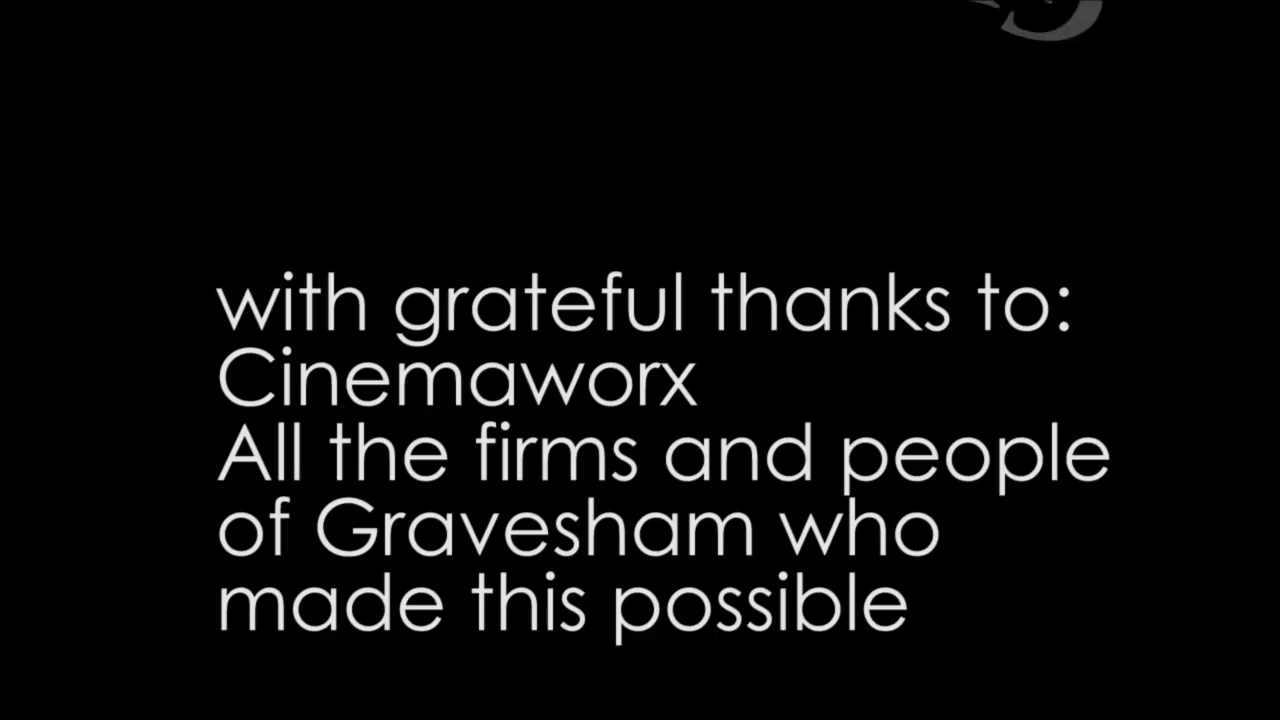 with grateful thanks to:
Cinemaworx
All the firms and people
of Gravesham who
made this possible